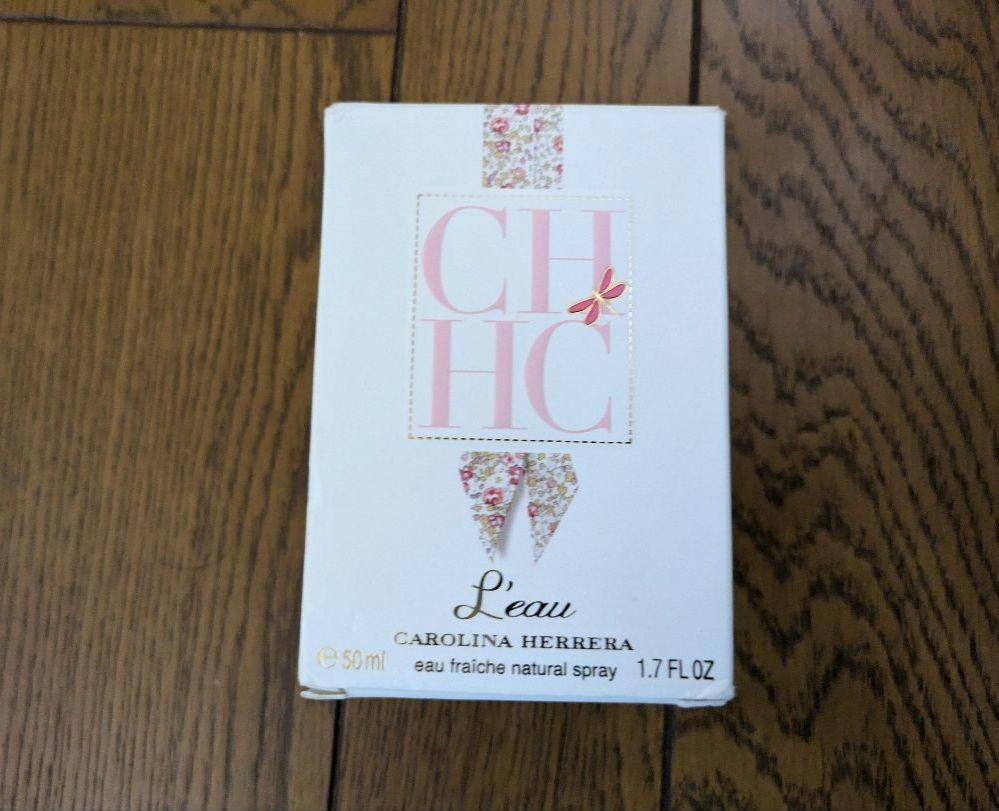 CH
HC
L'eau
CAROLINA HERRERA
℮ 50 ml eau fraîche natural spray 1.7 FL OZ